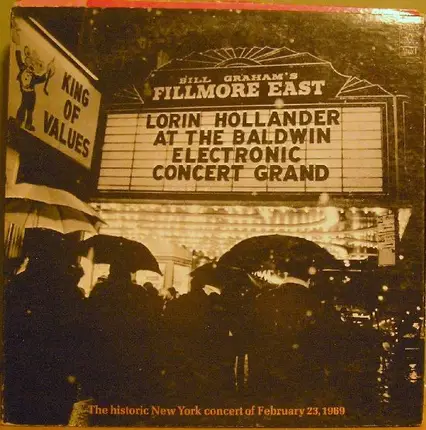 KING
OF
VALUES
BILL GRAHAM'S
FILLMORE EAST
LORIN HOLLANDER
AT THE BALDWIN
ELECTRONIC
CONCERT GRAND
The historic New York concert of February 23, 1969